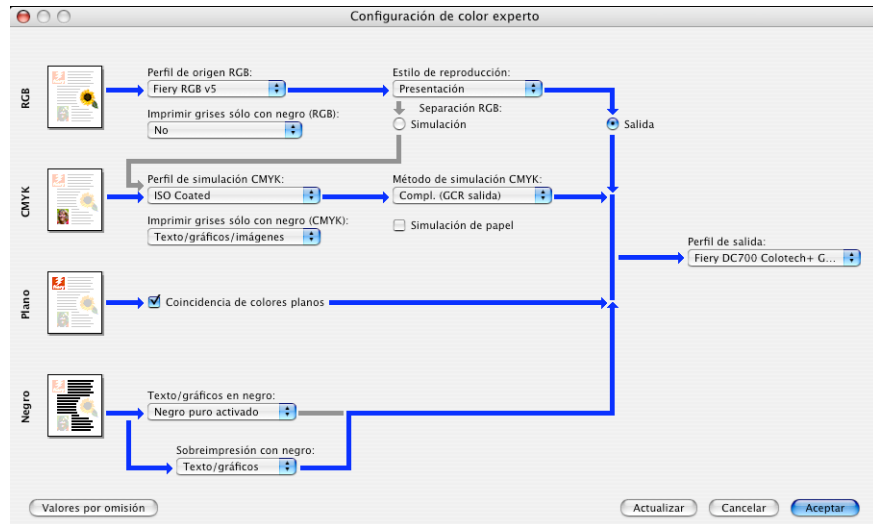 Configuración de color experto
RGB
Perfil de origen RGB:
Fiery RGB v5
Imprimir grises sólo con negro (RGB):
No
Estilo de reproducción:
Presentación
Separación RGB:
Simulación
Salida
CMYK
Perfil de simulación CMYK:
ISO Coated
Imprimir grises sólo con negro (CMYK):
Texto/gráficos/imágenes
Método de simulación CMYK:
Compl. (GCR salida)
Simulación de papel
Perfil de salida:
Fiery DC700 Colotech+ G...
Plano
Coincidencia de colores planos
Negro
Texto/gráficos en negro:
Negro puro activado
Sobreimpresión con negro:
Texto/gráficos
Valores por omisión
Actualizar
Cancelar
Aceptar